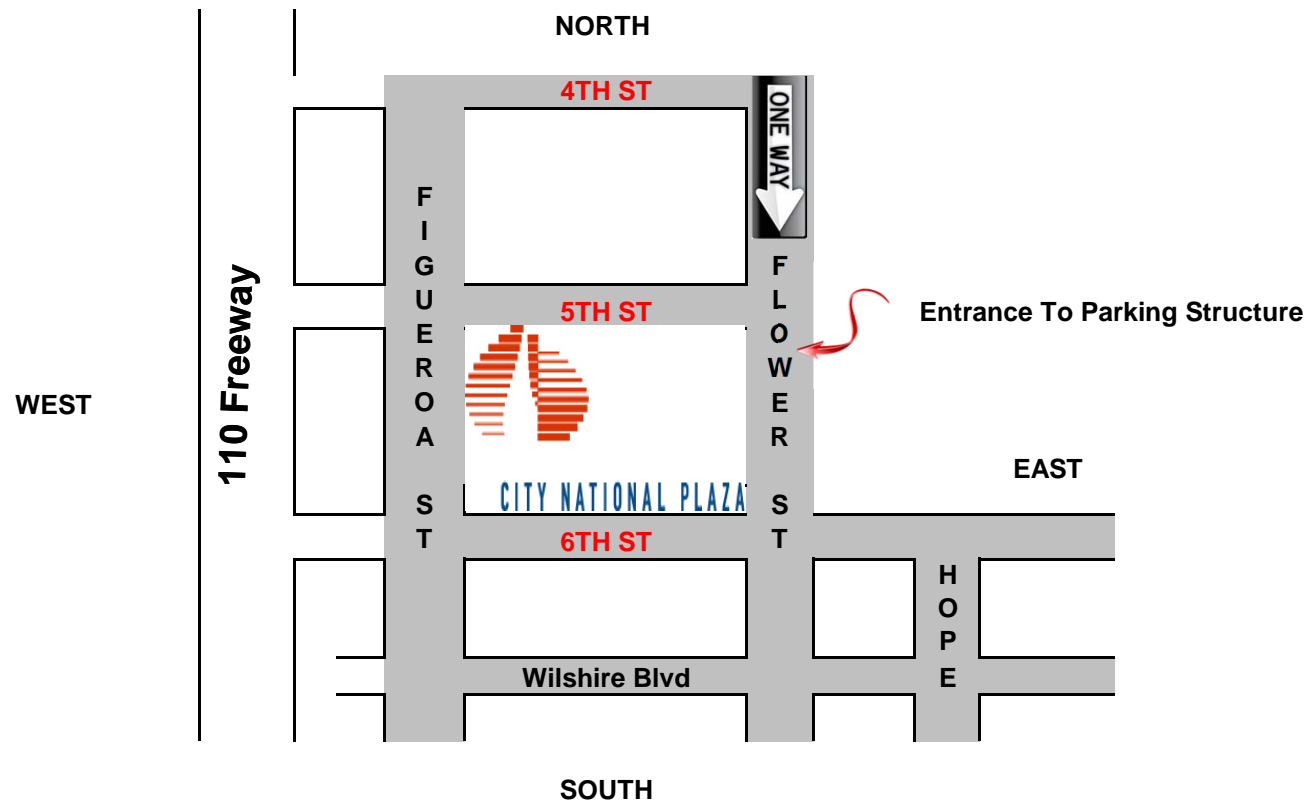 NORTH
4TH ST
ONE WAY
FIGUEROA ST
FLOWER ST
5TH ST
Entrance To Parking Structure
110 Freeway
WEST
EAST
CITY NATIONAL PLAZA
6TH ST
HOPE
Wilshire Blvd
SOUTH